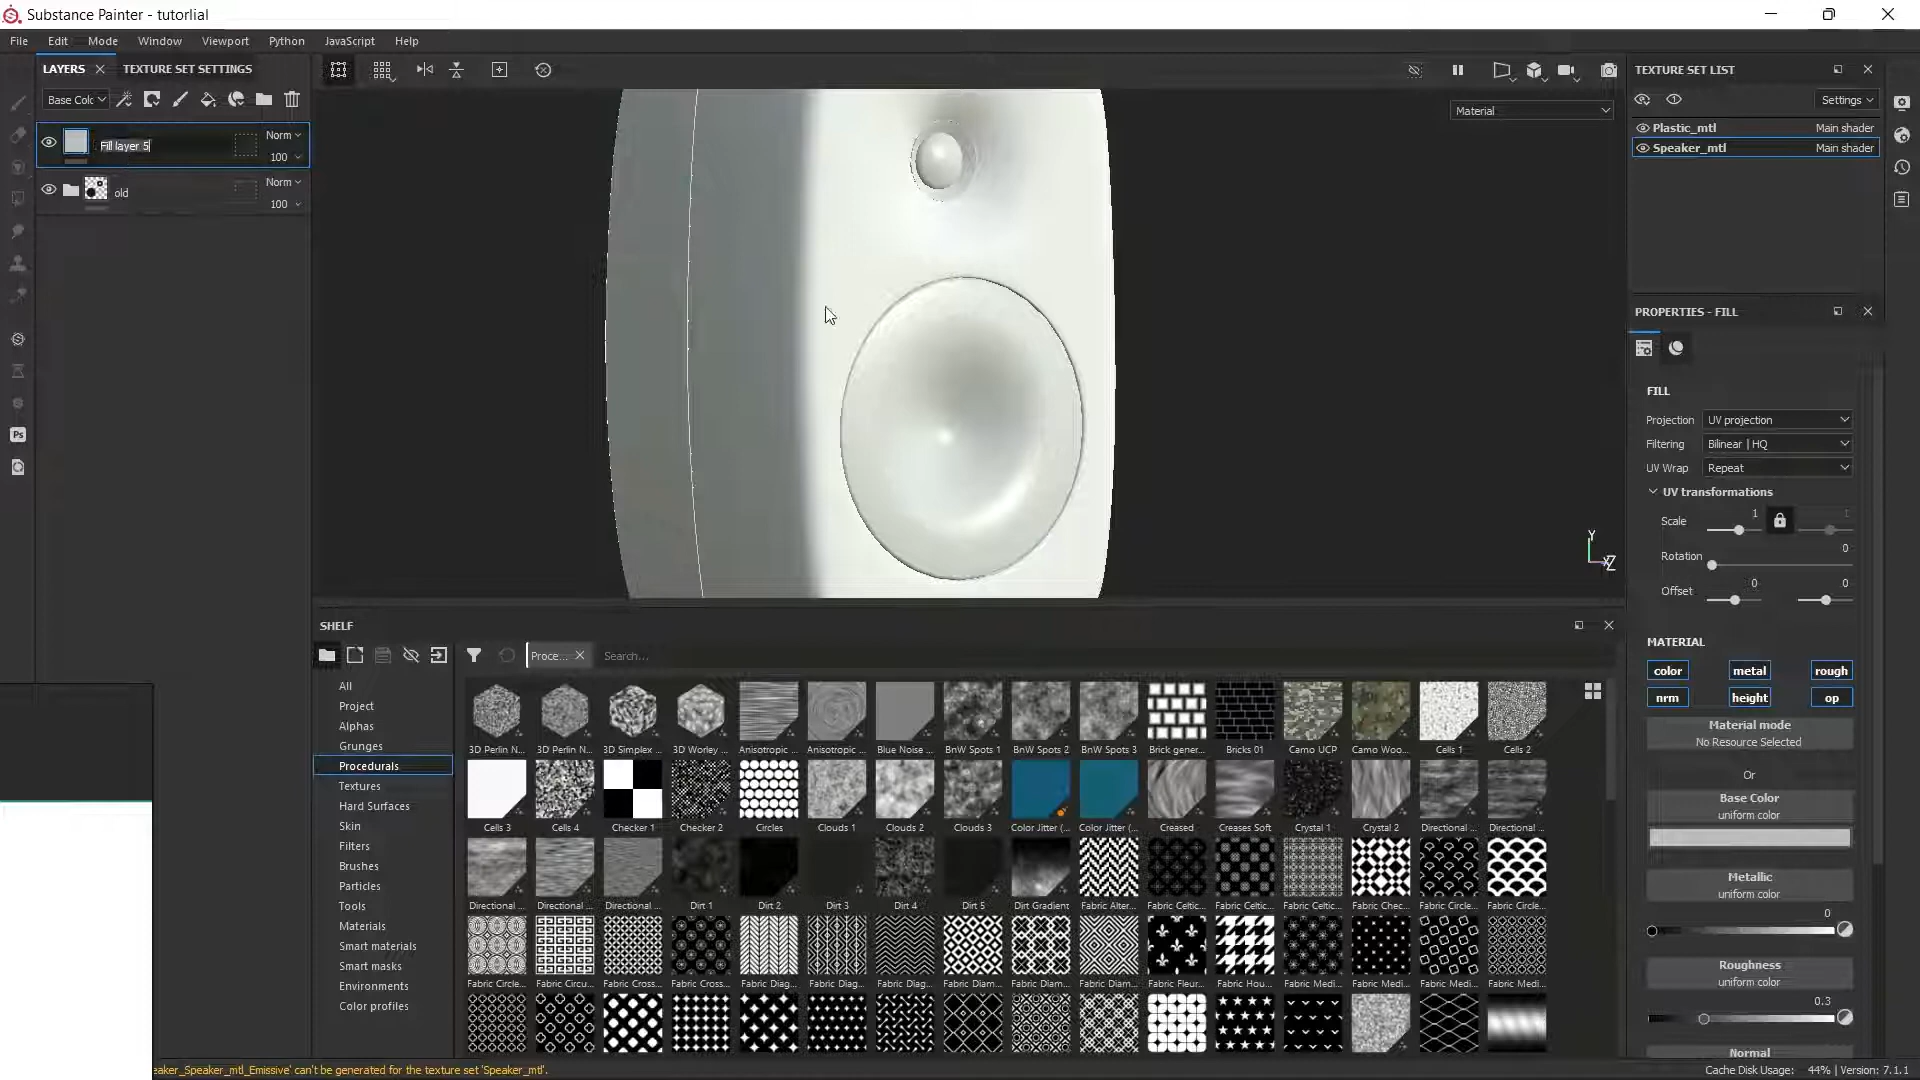 Substance Painter - tutorlial
File Edit Mode Window Viewport Python JavaScript Help
LAYERS TEXTURE SET SETTINGS
Base Colc
Fill layer 5 Norm
100
old Norm
100
Material
TEXTURE SET LIST
Settings
Plastic_mtl Main shader
Speaker_mtl Main shader
PROPERTIES - FILL
FILL
Projection UV projection
Filtering Bilinear | HQ
UV Wrap Repeat
UV transformations
Scale 1 1
Rotation 0
Offset 0 0
MATERIAL
color metal rough
nrm height op
Material mode
No Resource Selected
Or
Base Color
uniform color
Metallic
uniform color
0
Roughness
uniform color
0.3
Normal
Y
Z
Ps
SHELF
Proce... Search...
All
Project
Alphas
Grunges
Procedurals
Textures
Hard Surfaces
Skin
Filters
Brushes
Particles
Tools
Materials
Smart materials
Smart masks
Environments
Color profiles
3D Perlin N... 3D Perlin N... 3D Simplex ... 3D Worley ... Anisotropic ... Anisotropic ... Blue Noise ... BnW Spots 1 BnW Spots 2 BnW Spots 3 Brick gener... Bricks 01 Camo UCP Camo Woo... Cells 1 Cells 2
Cells 3 Cells 4 Checker 1 Checker 2 Circles Clouds 1 Clouds 2 Clouds 3 Color Jitter (... Color Jitter (... Creased Creases Soft Crystal 1 Crystal 2 Directional ... Directional ...
Directional ... Directional ... Directional ... Dirt 1 Dirt 2 Dirt 3 Dirt 4 Dirt 5 Dirt Gradient Fabric Alter... Fabric Celtic... Fabric Celtic... Fabric Celtic... Fabric Chec... Fabric Circle... Fabric Circle...
Fabric Circle... Fabric Circu... Fabric Cross... Fabric Cross... Fabric Diag... Fabric Diag... Fabric Diag... Fabric Diam... Fabric Diam... Fabric Diam... Fabric Fleur... Fabric Hou... Fabric Medi... Fabric Medi... Fabric Medi... Fabric Medi...
eaker_Speaker_mtl_Emissive' can't be generated for the texture set 'Speaker_mtl'.
Cache Disk Usage: 44% | Version: 7.1.1